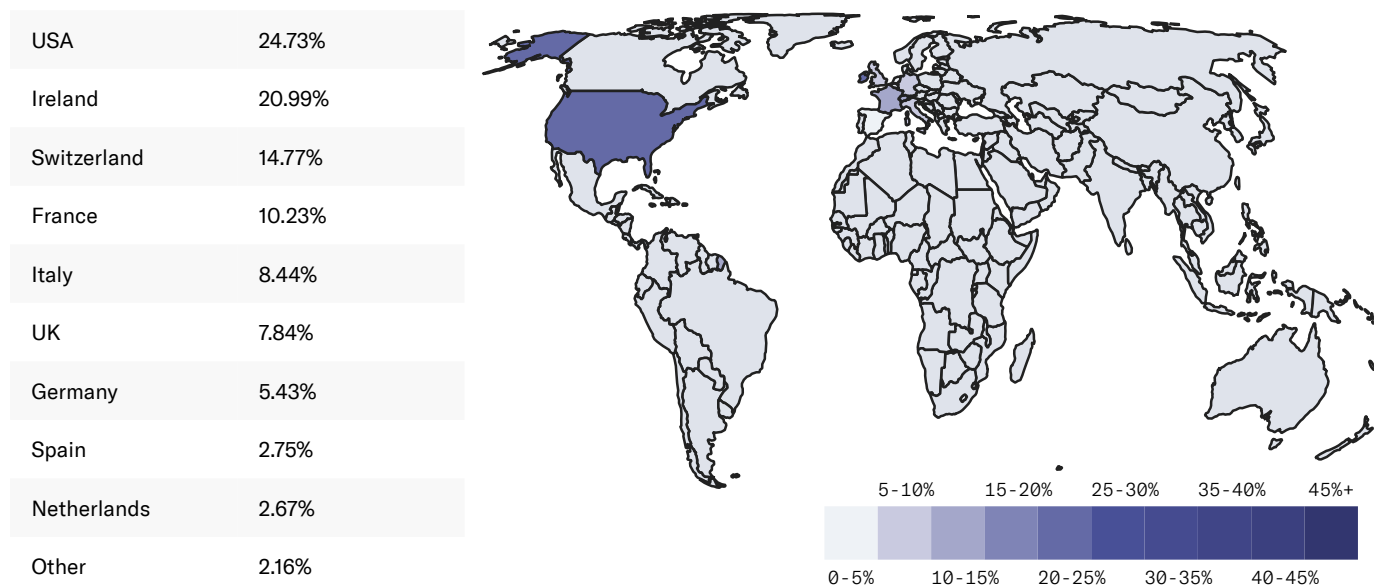 USA 24.73%
Ireland 20.99%
Switzerland 14.77%
France 10.23%
Italy 8.44%
UK 7.84%
Germany 5.43%
Spain 2.75%
Netherlands 2.67%
Other 2.16%
5-10% 15-20% 25-30% 35-40% 45%+
0-5% 10-15% 20-25% 30-35% 40-45%